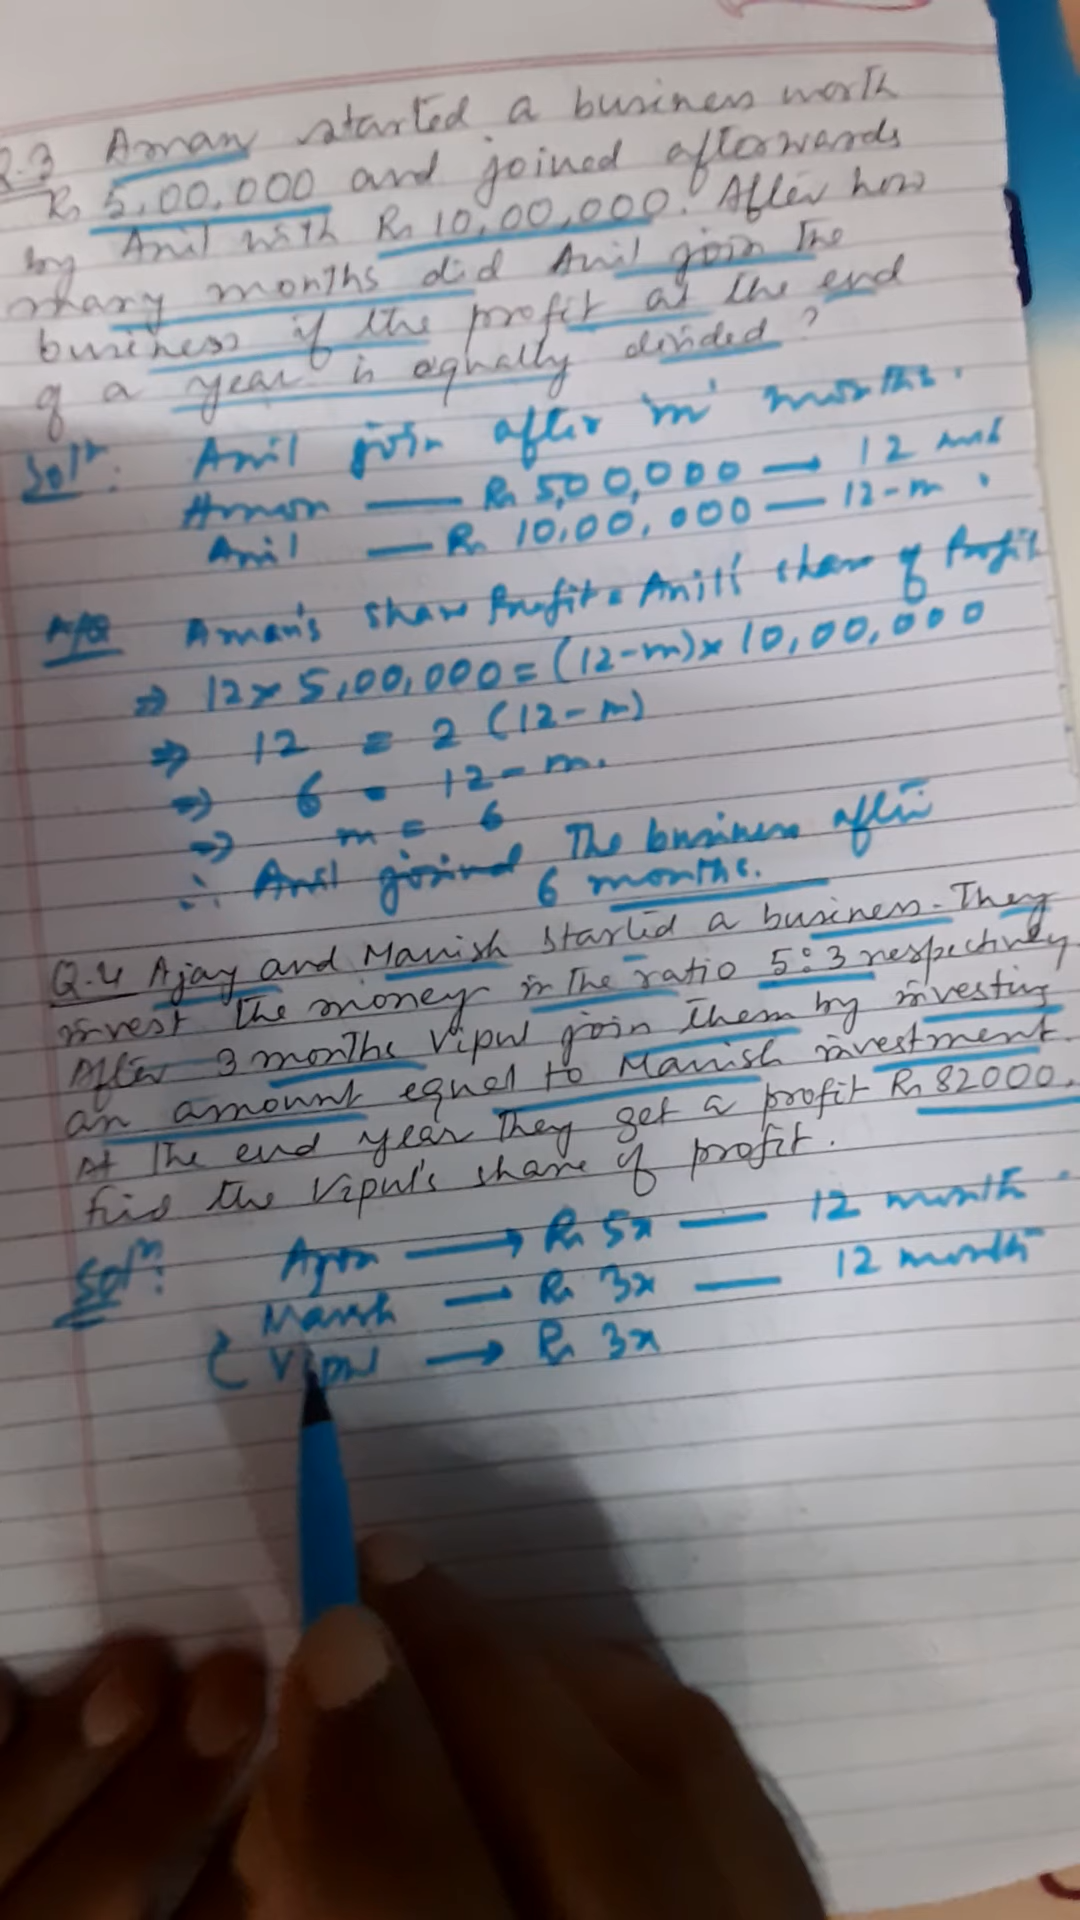 Q.3 Aman started a business worth
Rs 5,00,000 and joined afterwards
by Anil with Rs 10,00,000. After how
many months did Anil join the
business if the profit at the end
of a year is equally divided?
Solⁿ: Anil join after 'm' months.
Aman — Rs 5,00,000 — 12
Anil — Rs 10,00,000 — 12-m
A/Q Aman's share Profit = Anil's share of Profit
⇒ 12 x 5,00,000 = (12-m) x 10,00,000
⇒ 12 = 2 (12-m)
⇒ 6 = 12-m.
⇒ m = 6
∴ Anil joined The business after
6 months.
Q.4 Ajay and Manish started a business. They
invest the money in the ratio 5:3 respectively
After 3 months Vipul join them by investing
an amount equal to Manish investment.
At the end year they get a profit Rs 82000.
find the Vipul's share of profit.
Solⁿ: → Rs 5x — 12 month
Manish — Rs 3x — 12 month
Vipul → Rs 3x